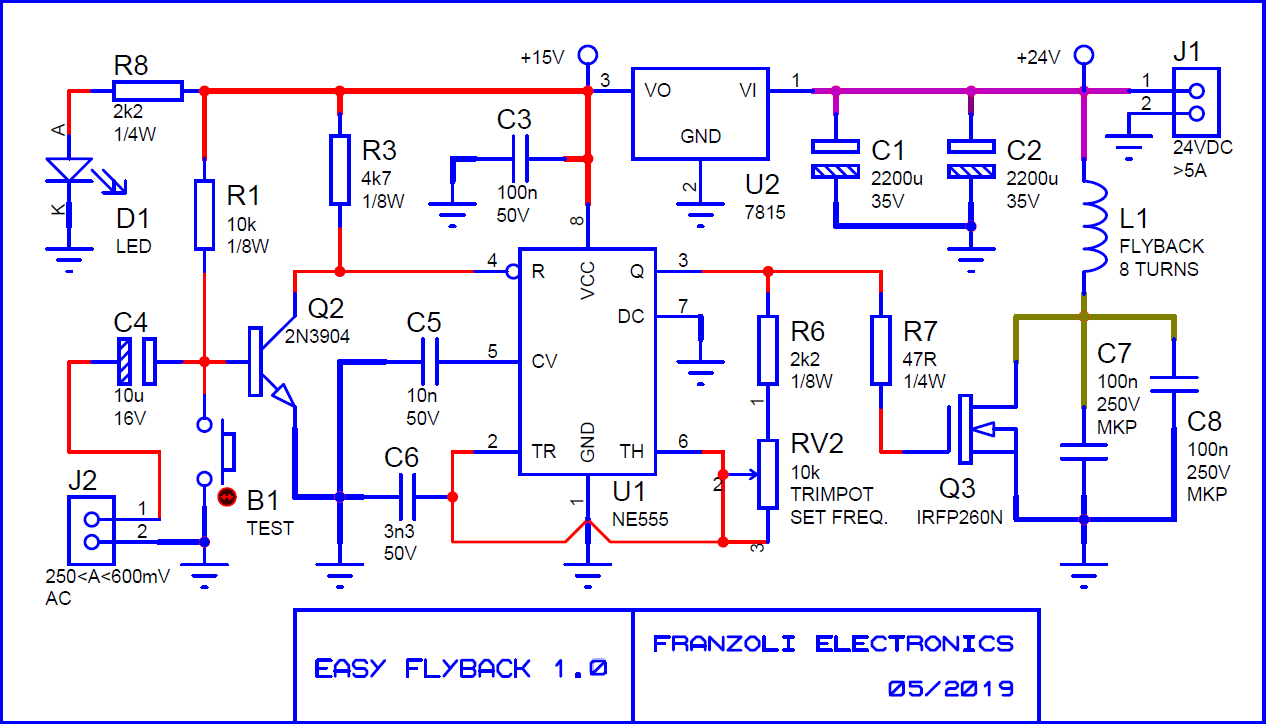 R8
2k2
1/4W
A
K
D1
LED
R1
10k
1/8W
R3
4k7
1/8W
+15V
C3
100n
50V
3
VO
VI
1
GND
2
U2
7815
+24V
J1
1
2
24VDC
>5A
C1
2200u
35V
C2
2200u
35V
L1
FLYBACK
8 TURNS
8
4
R
VCC
Q
3
DC
7
5
CV
2
TR
GND
TH
6
1
U1
NE555
Q2
2N3904
C4
10u
16V
C5
10n
50V
C6
3n3
50V
J2
1
2
250<A<600mV
AC
B1
TEST
R6
2k2
1/8W
1
RV2
10k
TRIMPOT
SET FREQ.
2
3
R7
47R
1/4W
Q3
IRFP260N
C7
100n
250V
MKP
C8
100n
250V
MKP
EASY FLYBACK 1.0
FRANZOLI ELECTRONICS
05/2019